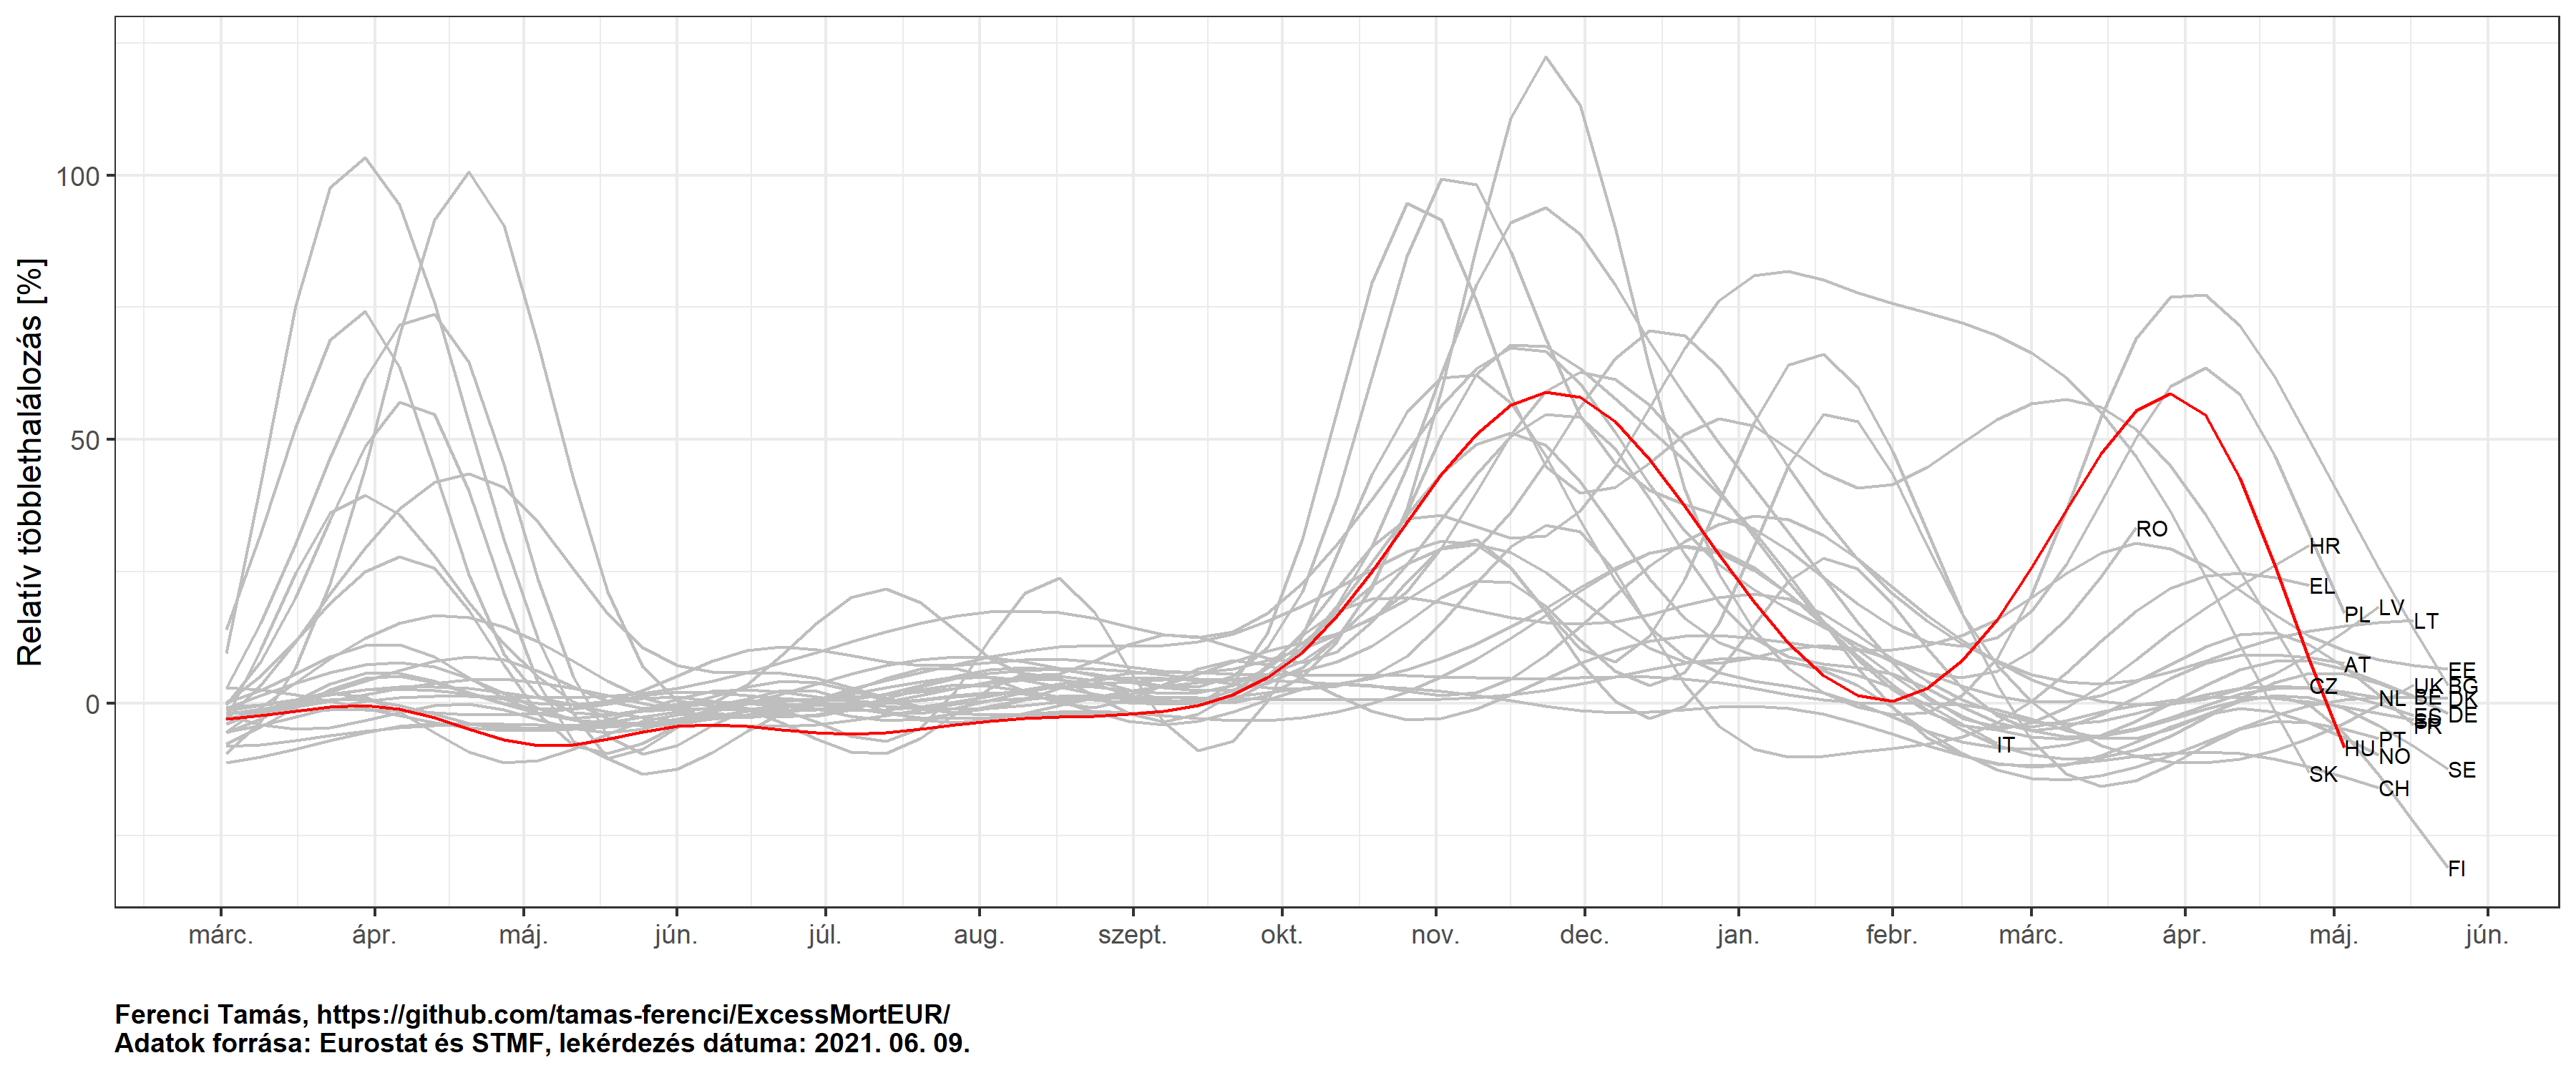 Relatív többlethalálozás [%]
100
50
0
RO
HR
EL
PL
LV
LT
AT
EE
CZ
UK
BG
NL
BE
DK
ES
DE
FR
IT
HU
PT
NO
SK
SE
CH
FI
márc.
ápr.
máj.
jún.
júl.
aug.
szept.
okt.
nov.
dec.
jan.
febr.
márc.
ápr.
máj.
jún.
Ferenci Tamás, https://github.com/tamas-ferenci/ExcessMortEUR/
Adatok forrása: Eurostat és STMF, lekérdezés dátuma: 2021. 06. 09.